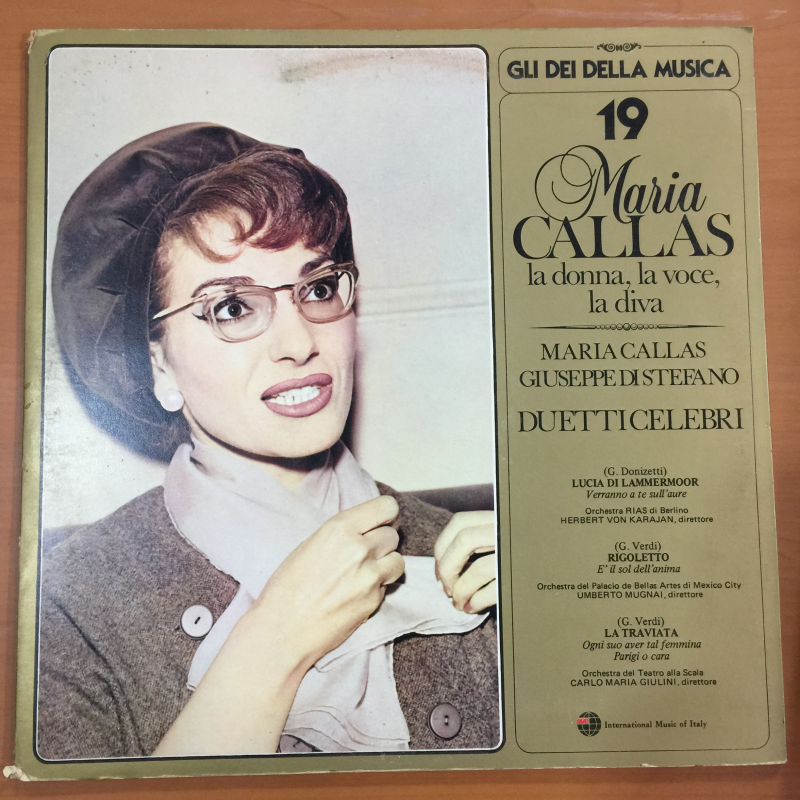 GLI DEI DELLA MUSICA
19
Maria
CALLAS
la donna, la voce,
la diva
MARIA CALLAS
GIUSEPPE DI STEFANO
DUETTI CELEBRI
(G. Donizetti)
LUCIA DI LAMMERMOOR
Verranno a te sull'aure
Orchestra RIAS di Berlino
HERBERT VON KARAJAN, direttore
(G. Verdi)
RIGOLETTO
E' il sol dell'anima
Orchestra del Palacio de Bellas Artes di Mexico City
UMBERTO MUGNAI, direttore
(G. Verdi)
LA TRAVIATA
Ogni suo aver tal femmina
Parigi o cara
Orchestra del Teatro alla Scala
CARLO MARIA GIULINI, direttore
International Music of Italy